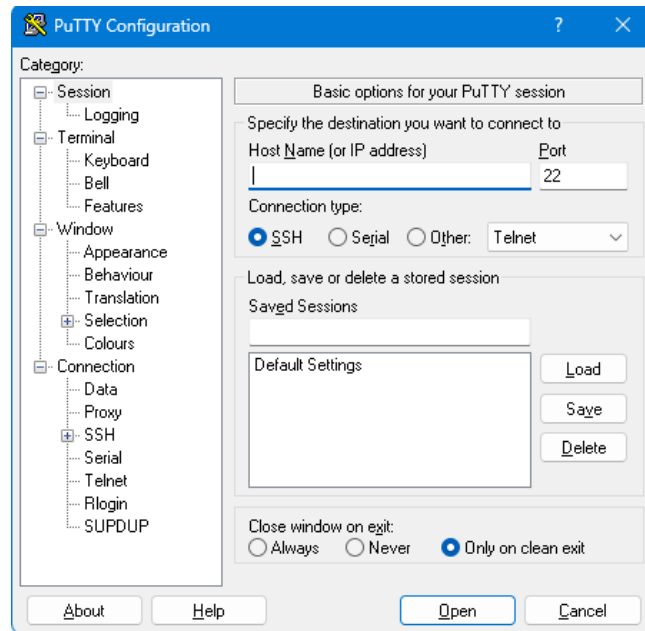 PuTTY Configuration
?
Category:
Session
Logging
Terminal
Keyboard
Bell
Features
Window
Appearance
Behaviour
Translation
Selection
Colours
Connection
Data
Proxy
SSH
Serial
Telnet
Rlogin
SUPDUP
Basic options for your PuTTY session
Specify the destination you want to connect to
Host Name (or IP address) Port
22
Connection type:
SSH Serial Other: Telnet
Load, save or delete a stored session
Saved Sessions
Default Settings
Load
Save
Delete
Close window on exit:
Always Never Only on clean exit
About Help Open Cancel